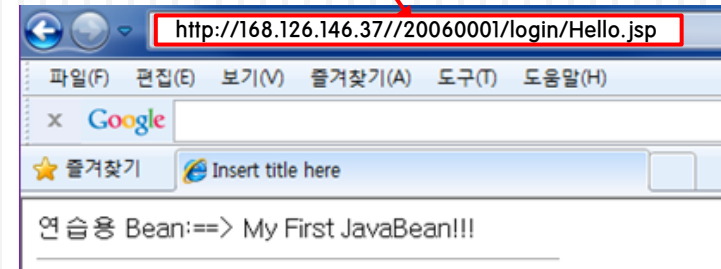 http://168.126.146.37//20060001/login/Hello.jsp
파일(F) 편집(E) 보기(V) 즐겨찾기(A) 도구(T) 도움말(H)
x Google
즐겨찾기 Insert title here
연습용 Bean:==> My First JavaBean!!!